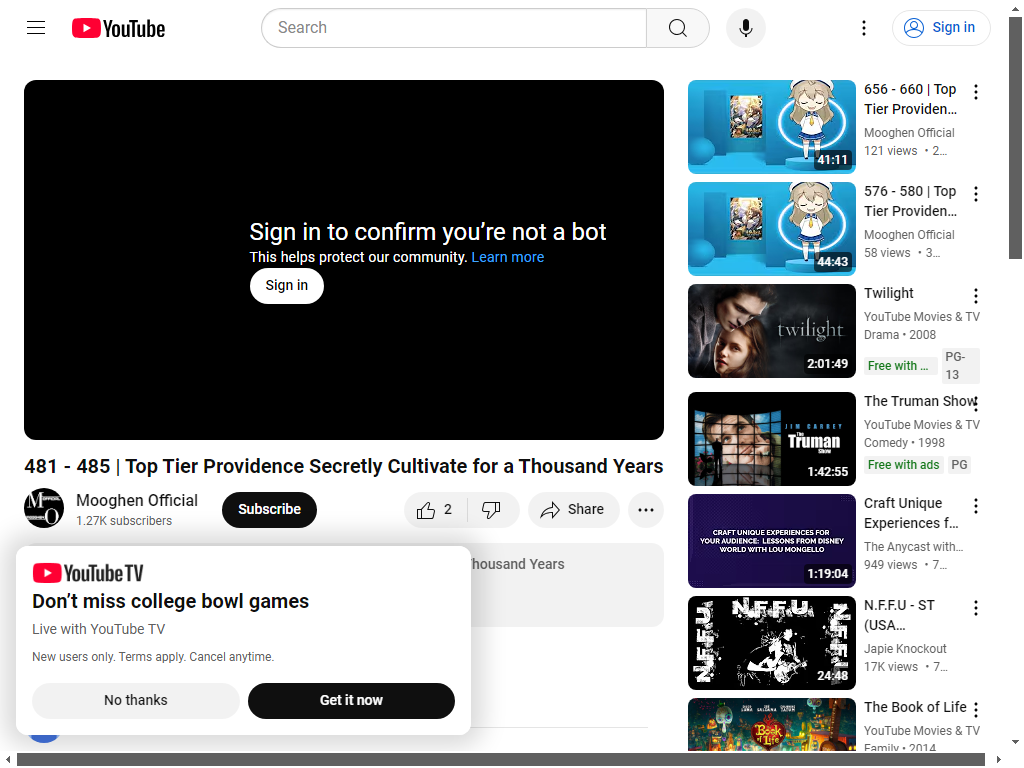 YouTube
Search
Sign in
Sign in to confirm you’re not a bot
This helps protect our community. Learn more
Sign in
481 - 485 | Top Tier Providence Secretly Cultivate for a Thousand Years
Mooghen Official
1.27K subscribers
Subscribe
2
Share
Thousand Years
YouTube TV
Don’t miss college bowl games
Live with YouTube TV
New users only. Terms apply. Cancel anytime.
No thanks
Get it now
41:11
656 - 660 | Top
Tier Providen...
Mooghen Official
121 views • 2...
44:43
576 - 580 | Top
Tier Providen...
Mooghen Official
58 views • 3...
twilight
2:01:49
Twilight
YouTube Movies & TV
Drama • 2008
Free with ...
PG-
13
JIM CARREY
The
Truman
Show
1:42:55
The Truman Show
YouTube Movies & TV
Comedy • 1998
Free with ads
PG
CRAFT UNIQUE EXPERIENCES FOR
YOUR AUDIENCE: LESSONS FROM DISNEY
WORLD WITH LOU MONGELLO
1:19:04
Craft Unique
Experiences f...
The Anycast with...
949 views • 7...
N.F.F.U
N.F.F.U
N.F.F.U
24:48
N.F.F.U - ST
(USA...
Japie Knockout
17K views • 7...
Book
of Life
The Book of Life
YouTube Movies & TV
Family • 2014